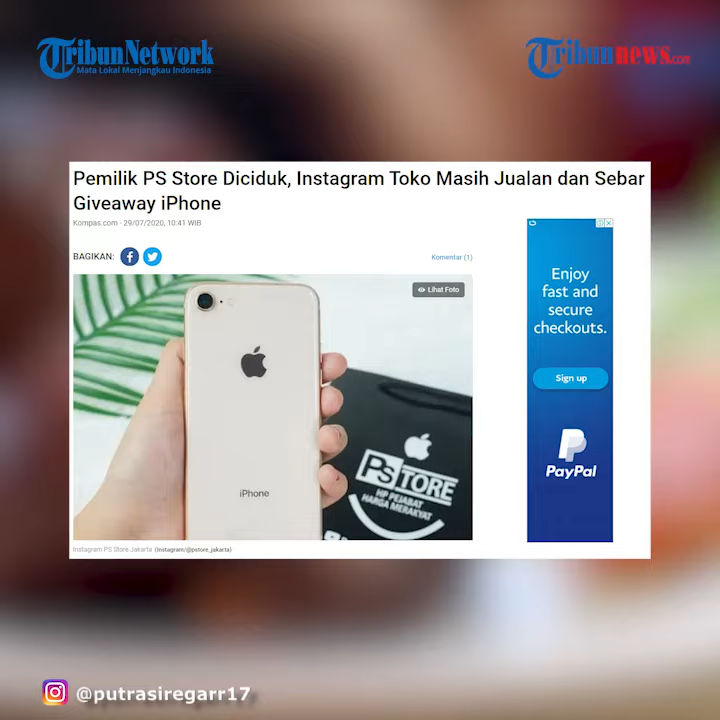 TribunNetwork
Mata Lokal Menjangkau Indonesia
Tribunnews.com
Pemilik PS Store Diciduk, Instagram Toko Masih Jualan dan Sebar
Giveaway iPhone
Kompas.com - 29/07/2020, 10:41 WIB
BAGIKAN:
Komentar (1)
Lihat Foto
iPhone
PSTORE
HP PEJABAT
HARGA MERAKYAT
Instagram PS Store Jakarta (Instagram/@pstore_jakarta)
Enjoy
fast and
secure
checkouts.
Sign up
PayPal
@putrasiregarr17